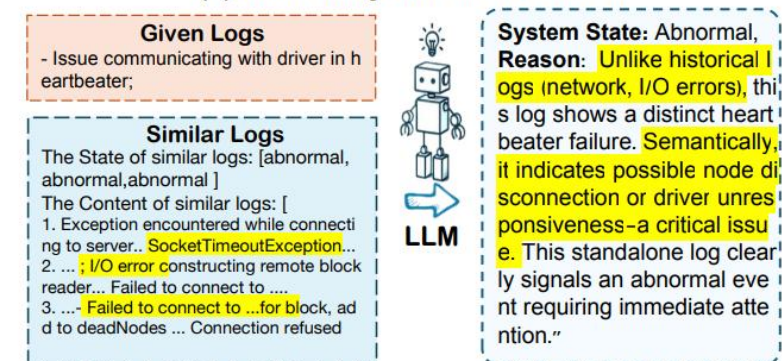 Given Logs
- Issue communicating with driver in h
eartbeater;
Similar Logs
The State of similar logs: [abnormal,
abnormal,abnormal ]
The Content of similar logs: [
1. Exception encountered while connecti
ng to server.. SocketTimeoutException...
2. ... ; I/O error constructing remote block
reader... Failed to connect to ....
3. ...- Failed to connect to ...for block, ad
d to deadNodes ... Connection refused
LLM
System State: Abnormal,
Reason: Unlike historical l
ogs (network, I/O errors), thi
s log shows a distinct heart
beater failure. Semantically,
it indicates possible node di
sconnection or driver unres
ponsiveness-a critical issu
e. This standalone log clear
ly signals an abnormal eve
nt requiring immediate atte
ntion."